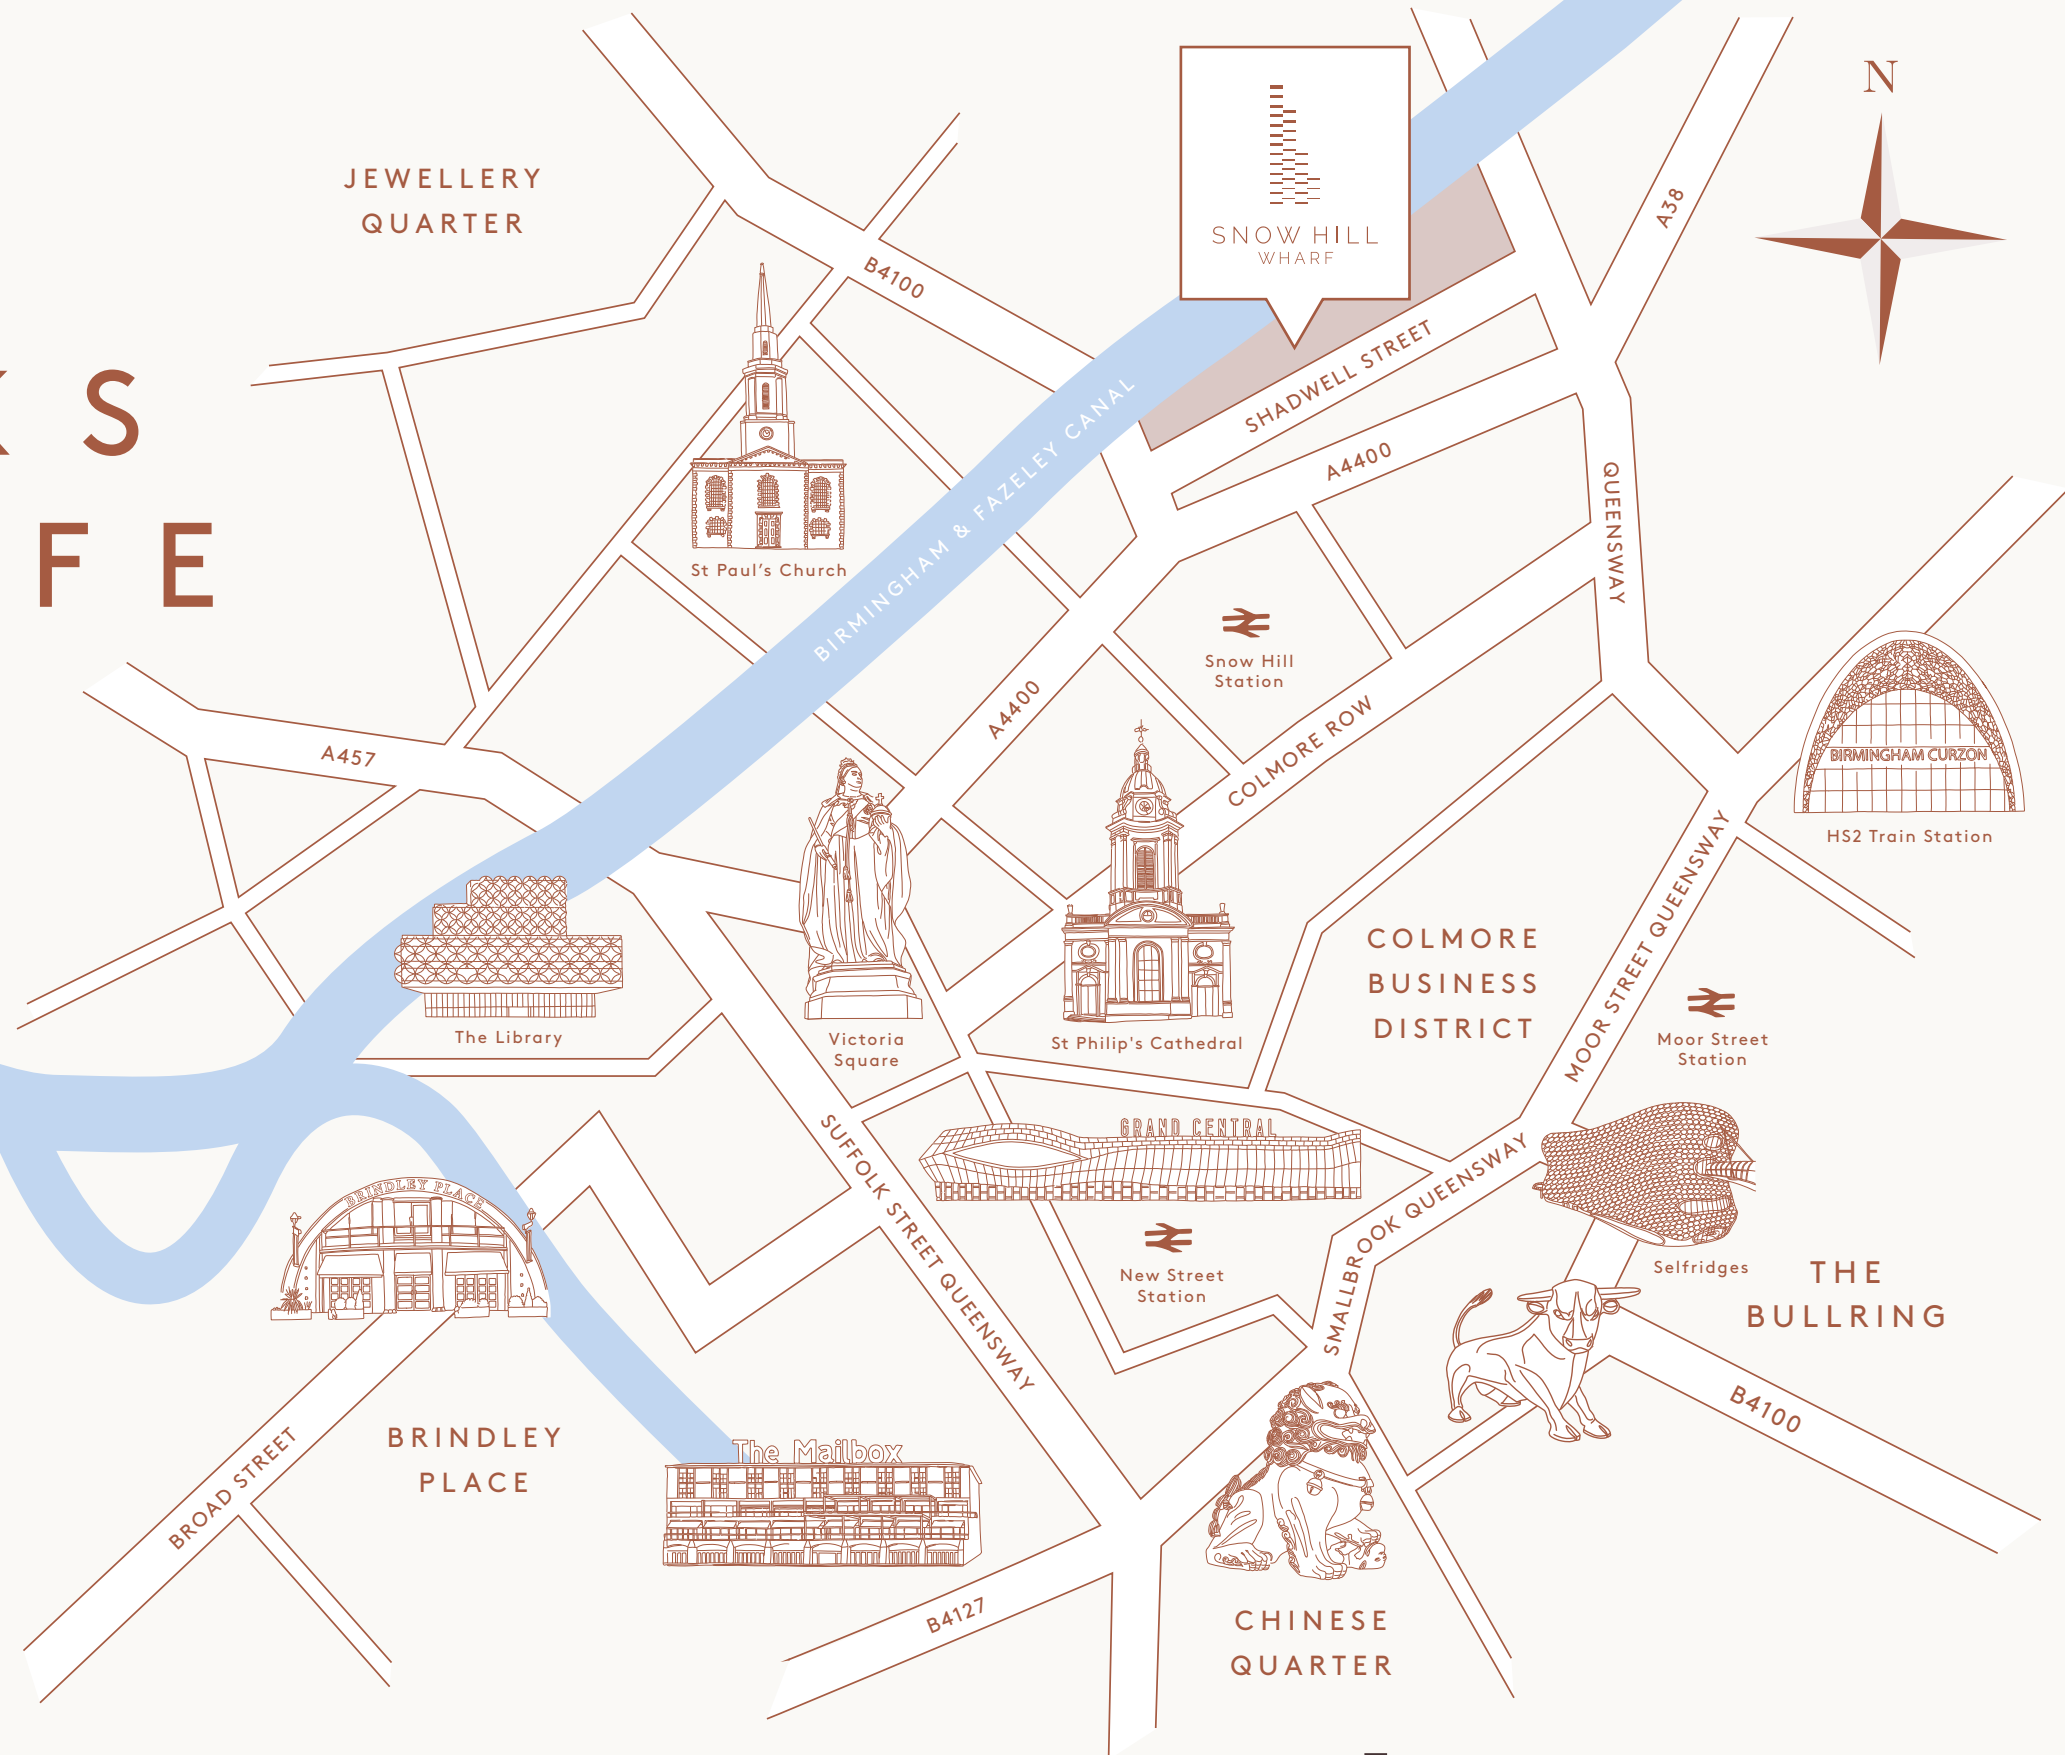 N
JEWELLERY
QUARTER
SNOW HILL
WHARF
A38
B4100
SHADWELL STREET
KS
A4400
BIRMINGHAM & FAZELEY CANAL
QUEENSWAY
FE
St Paul's Church
Snow Hill
Station
A4400
COLMORE ROW
A457
BIRMINGHAM CURZON
HS2 Train Station
MOOR STREET QUEENSWAY
COLMORE
BUSINESS
DISTRICT
The Library
Victoria
Square
St Philip's Cathedral
Moor Street
Station
GRAND CENTRAL
SUFFOLK STREET QUEENSWAY
SMALLBROOK QUEENSWAY
BRINDLEY PLACE
New Street
Station
Selfridges
THE
BULLRING
B4100
BRINDLEY
PLACE
BROAD STREET
The Mailbox
B4127
CHINESE
QUARTER